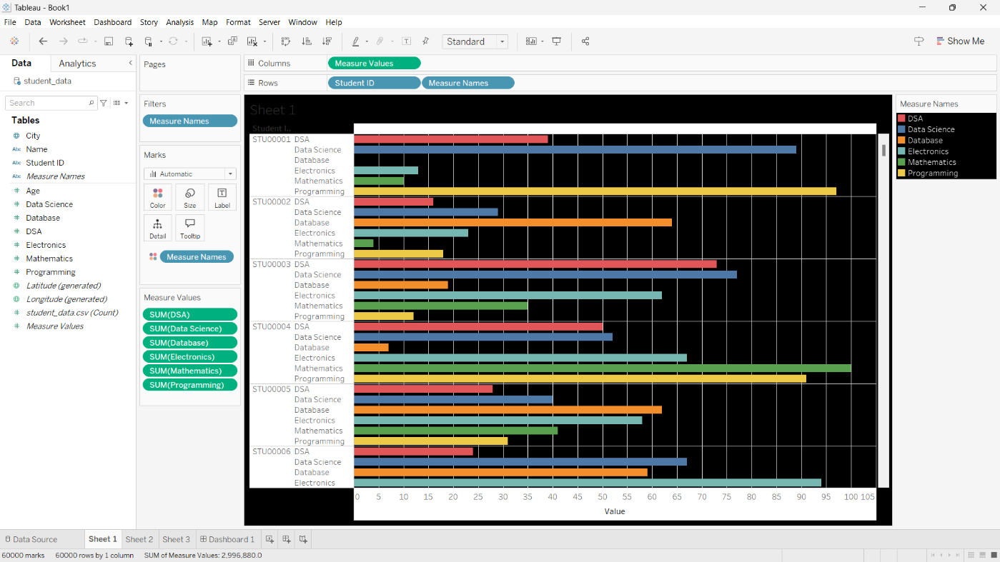 Tableau - Book1
File Data Worksheet Dashboard Story Analysis Map Format Server Window Help
Standard
Show Me
Data Analytics
student_data
Search
Tables
City
Abc Name
Abc Student ID
Abc Measure Names
# Age
# Data Science
# Database
# DSA
# Electronics
# Mathematics
# Programming
Latitude (generated)
Longitude (generated)
# student_data.csv (Count)
# Measure Values
Pages
Filters
Measure Names
Marks
Automatic
Color Size Label
Detail Tooltip
Measure Names
Measure Values
SUM(DSA)
SUM(Data Science)
SUM(Database)
SUM(Electronics)
SUM(Mathematics)
SUM(Programming)
Columns Measure Values
Rows Student ID Measure Names
Sheet 1
Student I..
STU00001 DSA
Data Science
Database
Electronics
Mathematics
Programming
STU00002 DSA
Data Science
Database
Electronics
Mathematics
Programming
STU00003 DSA
Data Science
Database
Electronics
Mathematics
Programming
STU00004 DSA
Data Science
Database
Electronics
Mathematics
Programming
STU00005 DSA
Data Science
Database
Electronics
Mathematics
Programming
STU00006 DSA
Data Science
Database
Electronics
0 5 10 15 20 25 30 35 40 45 50 55 60 65 70 75 80 85 90 95 100 105
Value
Measure Names
DSA
Data Science
Database
Electronics
Mathematics
Programming
Data Source Sheet 1 Sheet 2 Sheet 3 Dashboard 1
60000 marks 60000 rows by 1 column SUM of Measure Values: 2,996,880.0